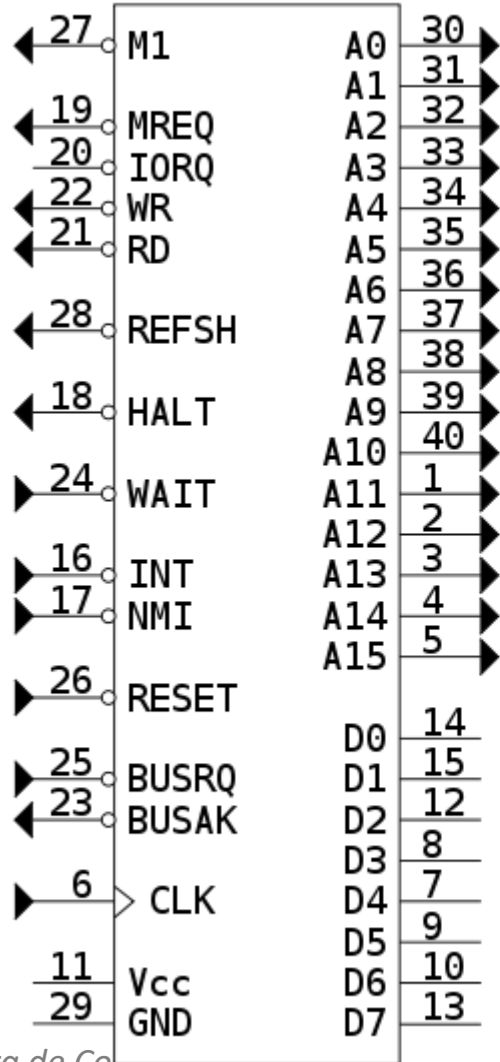 27 M1 A0 30
A1 31
19 MREQ A2 32
20 IORQ A3 33
22 WR A4 34
21 RD A5 35
A6 36
28 REFSH A7 37
A8 38
18 HALT A9 39
A10 40
24 WAIT A11 1
A12 2
16 INT A13 3
17 NMI A14 4
A15 5
26 RESET
D0 14
25 BUSRQ D1 15
23 BUSAK D2 12
D3 8
6 CLK D4 7
D5 9
11 Vcc D6 10
29 GND D7 13
de